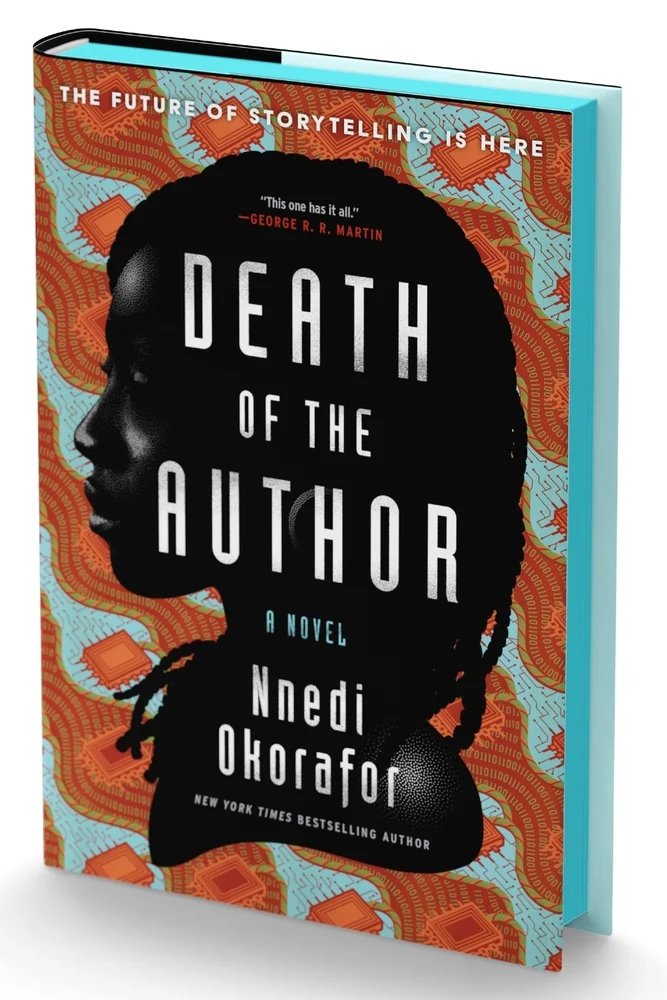 THE FUTURE OF STORYTELLING IS HERE
“This one has it all.”
—GEORGE R. R. MARTIN
DEATH
OF THE
AUTHOR
A NOVEL
Nnedi
Okorafor
NEW YORK TIMES BESTSELLING AUTHOR